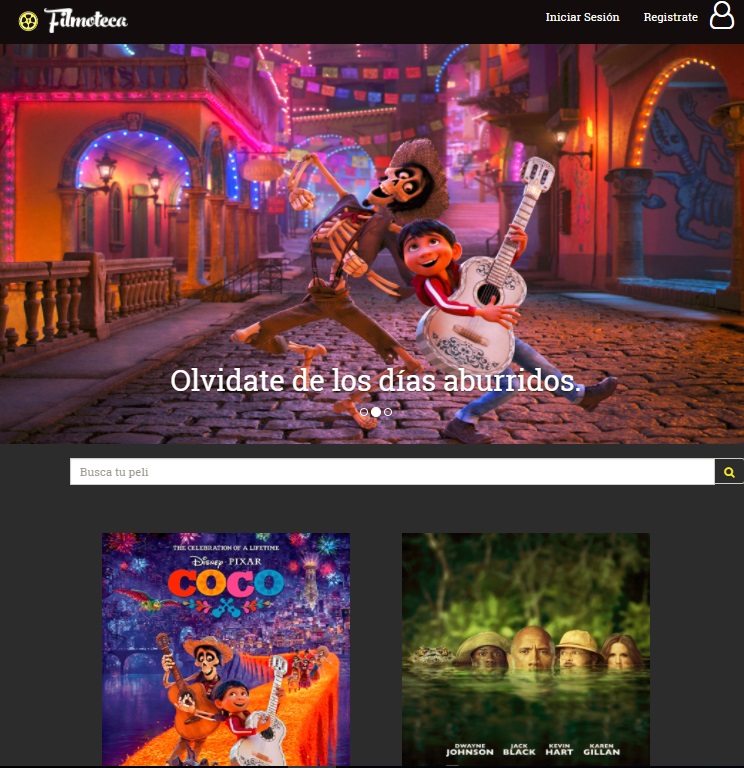 Filmoteca
Iniciar Sesión
Registrate
Olvidate de los días aburridos.
Busca tu peli
THE CELEBRATION OF A LIFETIME
Disney PIXAR
COCO
DWAYNE JOHNSON
JACK BLACK
KEVIN HART
KAREN GILLAN